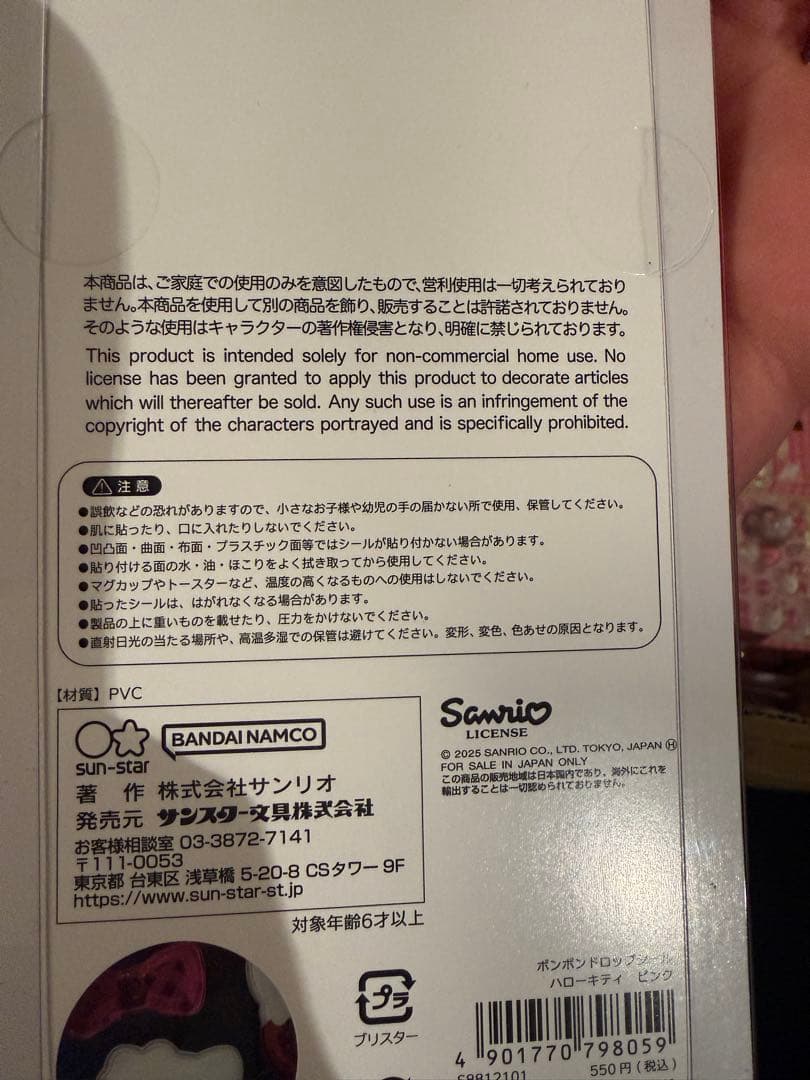 本商品は、ご家庭での使用のみを意図したもので、営利使用は一切考えられており
ません。本商品を使用して別の商品を飾り、販売することは許諾されておりません。
そのような使用はキャラクターの著作権侵害となり、明確に禁じられております。
This product is intended solely for non-commercial home use. No
license has been granted to apply this product to decorate articles
which will thereafter be sold. Any such use is an infringement of the
copyright of the characters portrayed and is specifically prohibited.
注意
●誤飲などの恐れがありますので、小さなお子様や幼児の手の届かない所で使用、保管してください。
●肌に貼ったり、口に入れたりしないでください。
●凹凸面・曲面・布面・プラスチック面等ではシールが貼り付かない場合があります。
●貼り付ける面の水・油・ほこりをよく拭き取ってから使用してください。
●マグカップやトースターなど、温度の高くなるものへの使用はしないでください。
●貼ったシールは、はがれなくなる場合があります。
●製品の上に重いものを載せたり、圧力をかけないでください。
●直射日光の当たる場所や、高温多湿での保管は避けてください。変形、変色、色あせの原因となります。
【材質】PVC
sun-star BANDAI NAMCO
著 作 株式会社サンリオ
発売元 サンスター文具株式会社
お客様相談室 03-3872-7141
〒111-0053
東京都 台東区 浅草橋 5-20-8 CSタワー 9F
https://www.sun-star-st.jp
Sanrio
LICENSE
© 2025 SANRIO CO., LTD. TOKYO, JAPAN Ⓗ
FOR SALE IN JAPAN ONLY
この商品の販売地域は日本国内であり、海外にこれを
輸出することは一切認められておりません。
対象年齢6才以上
プラ
ブリスター
ボンボンドロップシール
ハローキティ ピンク
4 901770 798059
S8812101 550円(税込)